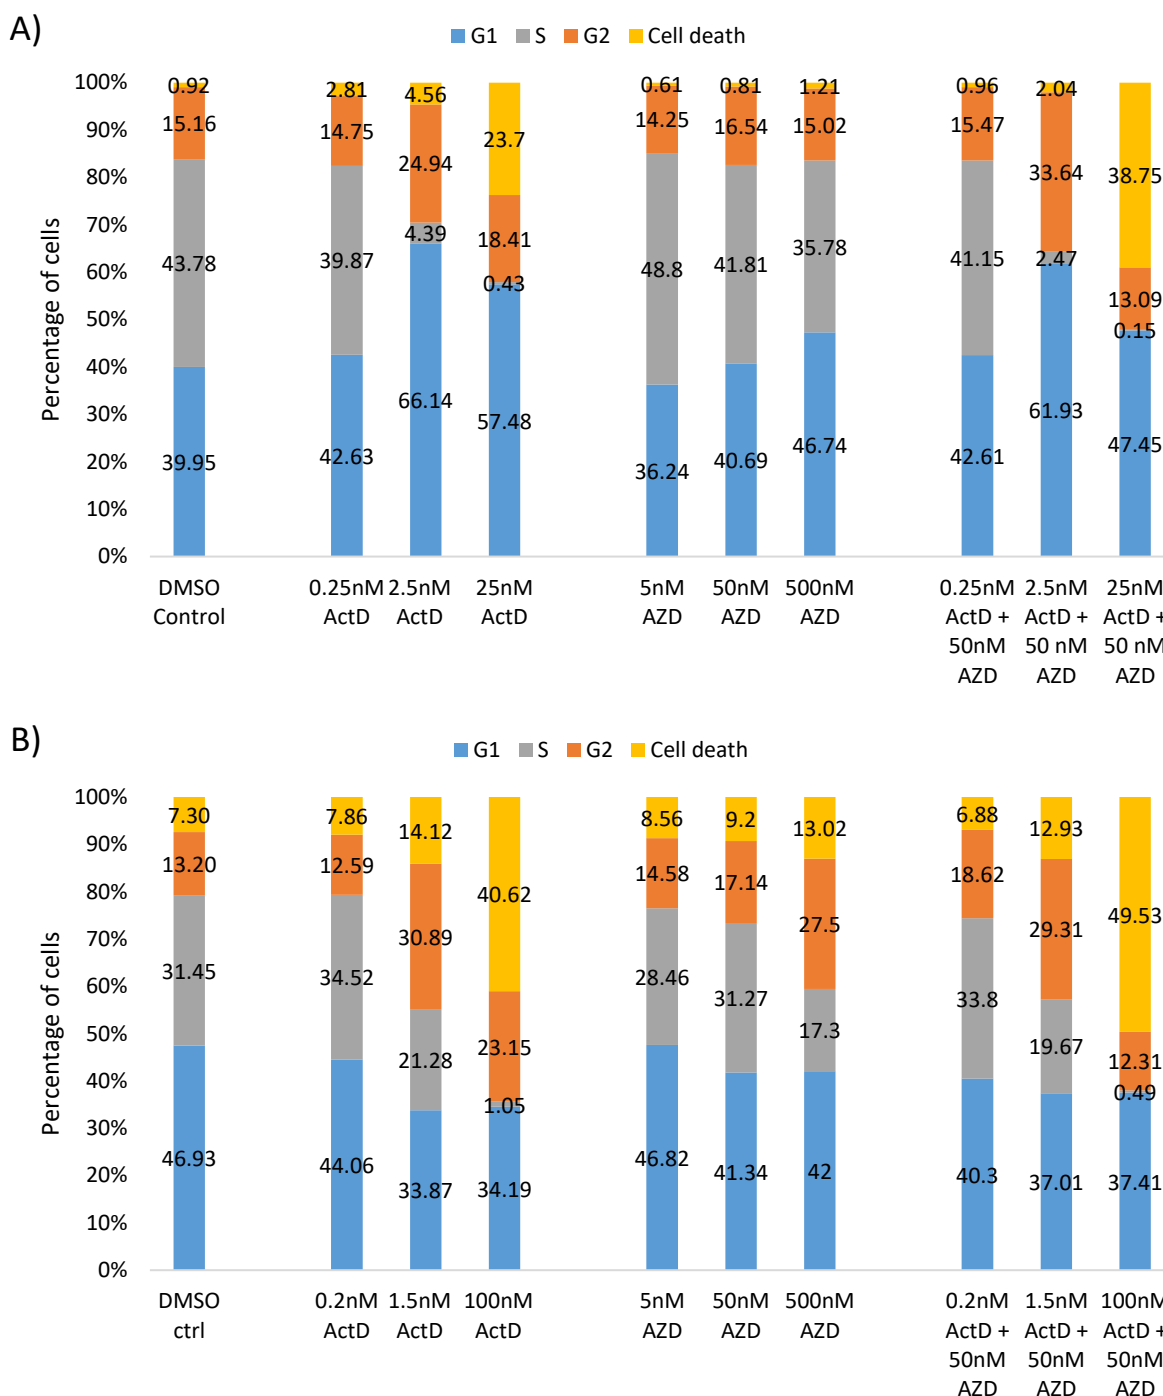 A)
G1 S G2 Cell death
Percentage of cells
100%
90%
80%
70%
60%
50%
40%
30%
20%
10%
0%
0.92 2.81 4.56 23.7 0.61 0.81 1.21 0.96 2.04 38.75
15.16 14.75 24.94 18.41 14.25 16.54 15.02 15.47 33.64 13.09
43.78 39.87 4.39 0.43 48.8 41.81 35.78 41.15 2.47 0.15
39.95 42.63 66.14 57.48 36.24 40.69 46.74 42.61 61.93 47.45
DMSO 0.25nM 2.5nM 25nM 5nM 50nM 500nM 0.25nM 2.5nM 25nM
Control ActD ActD ActD AZD AZD AZD ActD + ActD + ActD +
50nM 50 nM 50 nM
AZD AZD AZD
B)
G1 S G2 Cell death
Percentage of cells
100%
90%
80%
70%
60%
50%
40%
30%
20%
10%
0%
7.30 7.86 14.12 40.62 8.56 9.2 13.02 6.88 12.93 49.53
13.20 12.59 30.89 23.15 14.58 17.14 27.5 18.62 29.31 12.31
31.45 34.52 21.28 1.05 28.46 31.27 17.3 33.8 19.67 0.49
46.93 44.06 33.87 34.19 46.82 41.34 42 40.3 37.01 37.41
DMSO 0.2nM 1.5nM 100nM 5nM 50nM 500nM 0.2nM 1.5nM 100nM
ctrl ActD ActD ActD AZD AZD AZD ActD + ActD + ActD +
50nM 50nM 50nM
AZD AZD AZD